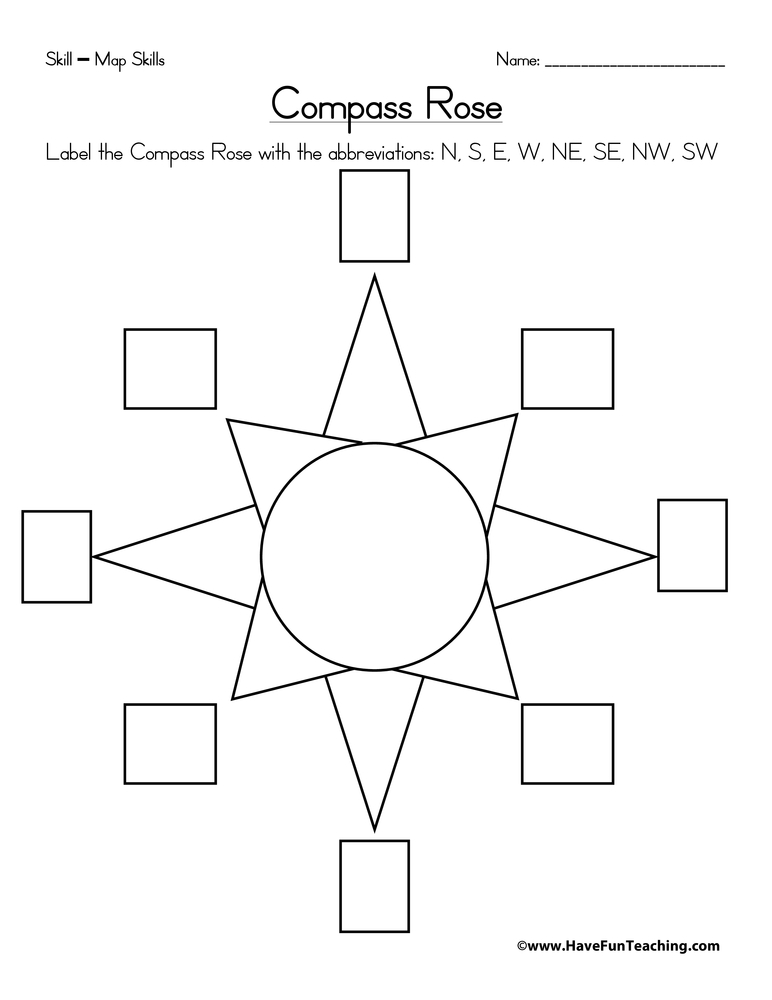 Skill – Map Skills
Name: _________________________
Compass Rose
Label the Compass Rose with the abbreviations: N, S, E, W, NE, SE, NW, SW
©www.HaveFunTeaching.com